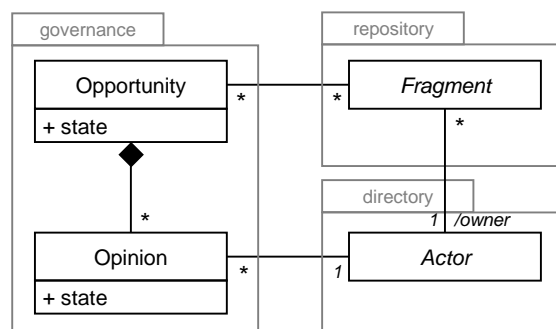 governance
repository
Opportunity
* *
Fragment
+ state
*
directory
1 /owner
*
Opinion
* 1
Actor
+ state